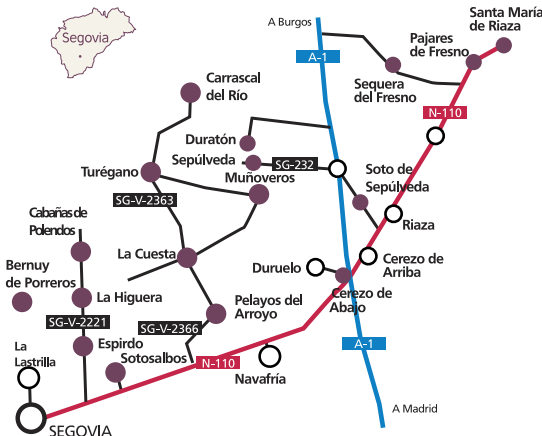 Segovia
A Burgos
Santa María
de Riaza
Pajares
de Fresno
A-1
Sequera
del Fresno
Carrascal
del Río
N-110
Duratón
Sepúlveda
SG-232
Soto de
Sepúlveda
Turégano
Muñoveros
SG-V-2363
Cabañas de
Polendos
Riaza
La Cuesta
Duruelo
Cerezo de
Arriba
Bernuy
de Porreros
La Higuera
Cerezo de
Abajo
Pelayos del
Arroyo
SG-V-2221
SG-V-2366
Espirdo
A-1
La
Lastrilla
Sotosalbos
N-110
Navafría
A Madrid
SEGOVIA